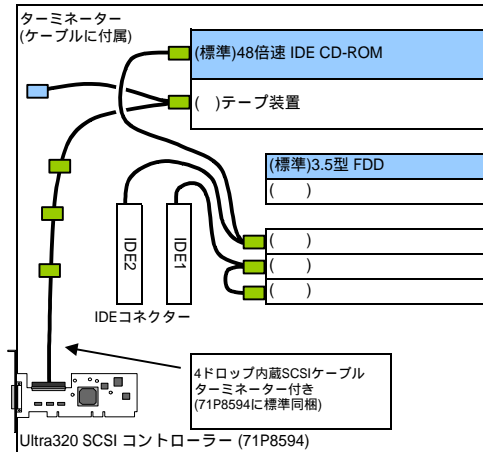 ターミネーター
(ケーブルに付属)
(標準)48倍速 IDE CD-ROM
(　)テープ装置
(標準)3.5型 FDD
(　　)
(　　)
(　　)
(　　)
IDE2
IDE1
IDEコネクター
4ドロップ内蔵SCSIケーブル
ターミネーター付き
(71P8594に標準同梱)
Ultra320 SCSI コントローラー (71P8594)